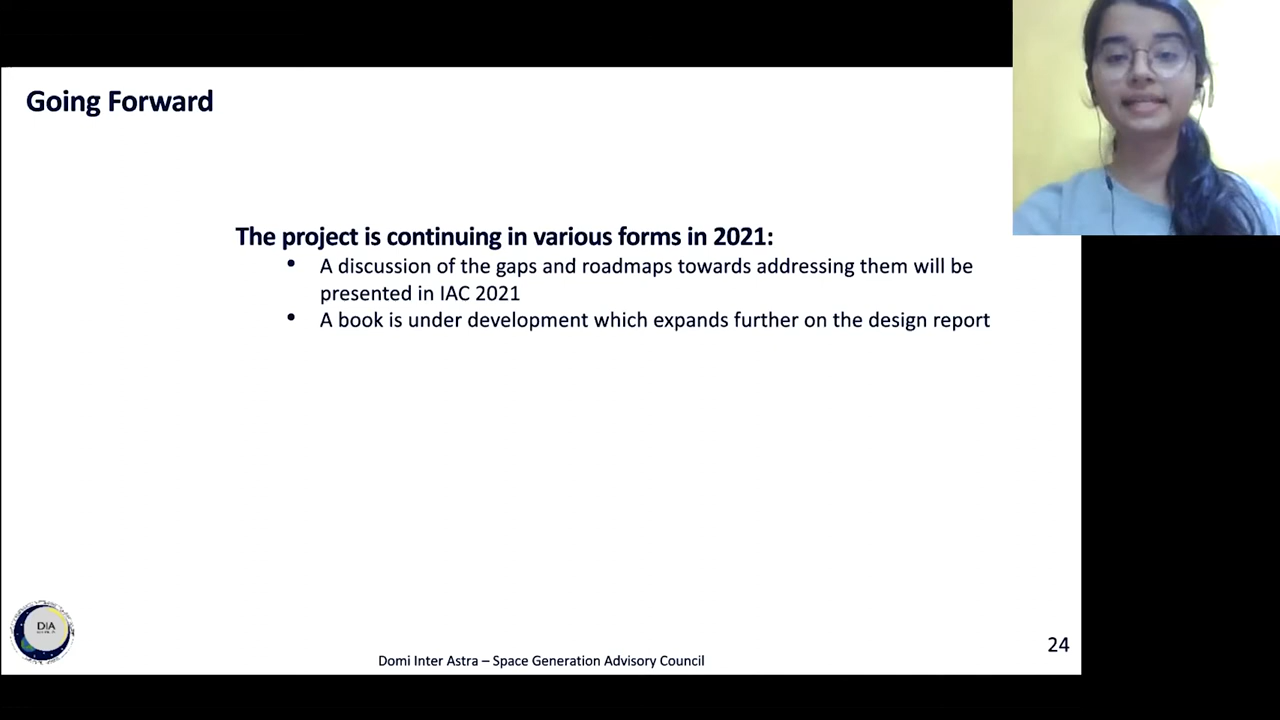 Going Forward
The project is continuing in various forms in 2021:
• A discussion of the gaps and roadmaps towards addressing them will be
presented in IAC 2021
• A book is under development which expands further on the design report
DIA
24
Domi Inter Astra – Space Generation Advisory Council